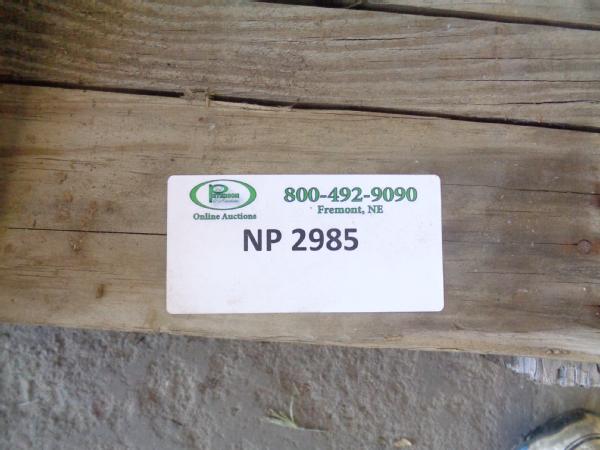 800-492-9090
Online Auctions
Fremont, NE
NP 2985